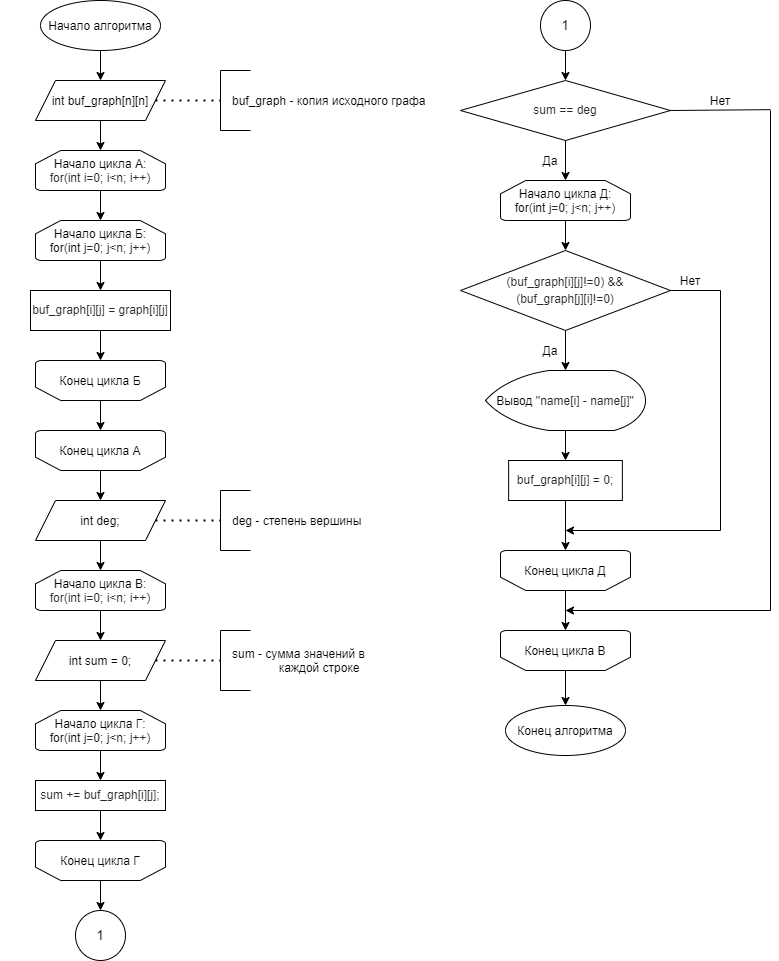 Начало алгоритма
int buf_graph[n][n]
buf_graph - копия исходного графа
Начало цикла А:
for(int i=0; i<n; i++)
Начало цикла Б:
for(int j=0; j<n; j++)
buf_graph[i][j] = graph[i][j]
Конец цикла Б
Конец цикла А
int deg;
deg - степень вершины
Начало цикла В:
for(int i=0; i<n; i++)
int sum = 0;
sum - сумма значений в
каждой строке
Начало цикла Г:
for(int j=0; j<n; j++)
sum += buf_graph[i][j];
Конец цикла Г
1
1
sum == deg
Нет
Да
Начало цикла Д:
for(int j=0; j<n; j++)
(buf_graph[i][j]!=0) &&
(buf_graph[j][i]!=0)
Нет
Да
Вывод "name[i] - name[j]"
buf_graph[i][j] = 0;
Конец цикла Д
Конец цикла В
Конец алгоритма